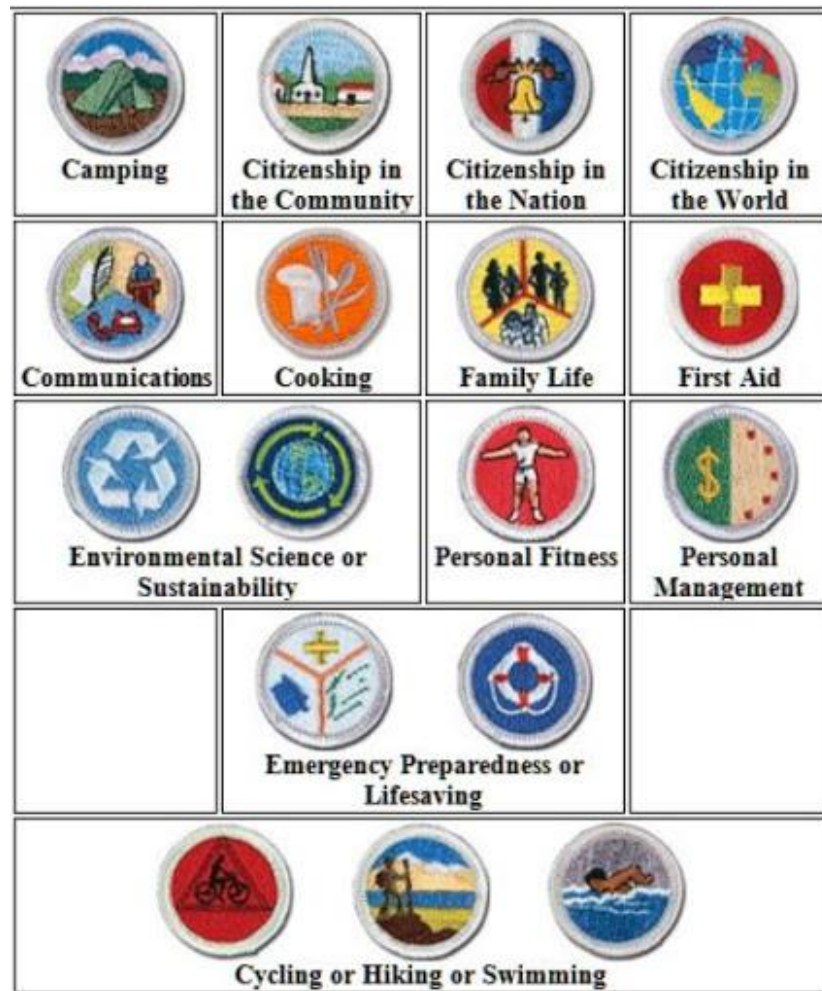 Camping
Citizenship in
the Community
Citizenship in
the Nation
Citizenship in
the World
Communications
Cooking
Family Life
First Aid
Environmental Science or
Sustainability
Personal Fitness
Personal
Management
$
Emergency Preparedness or
Lifesaving
Cycling or Hiking or Swimming